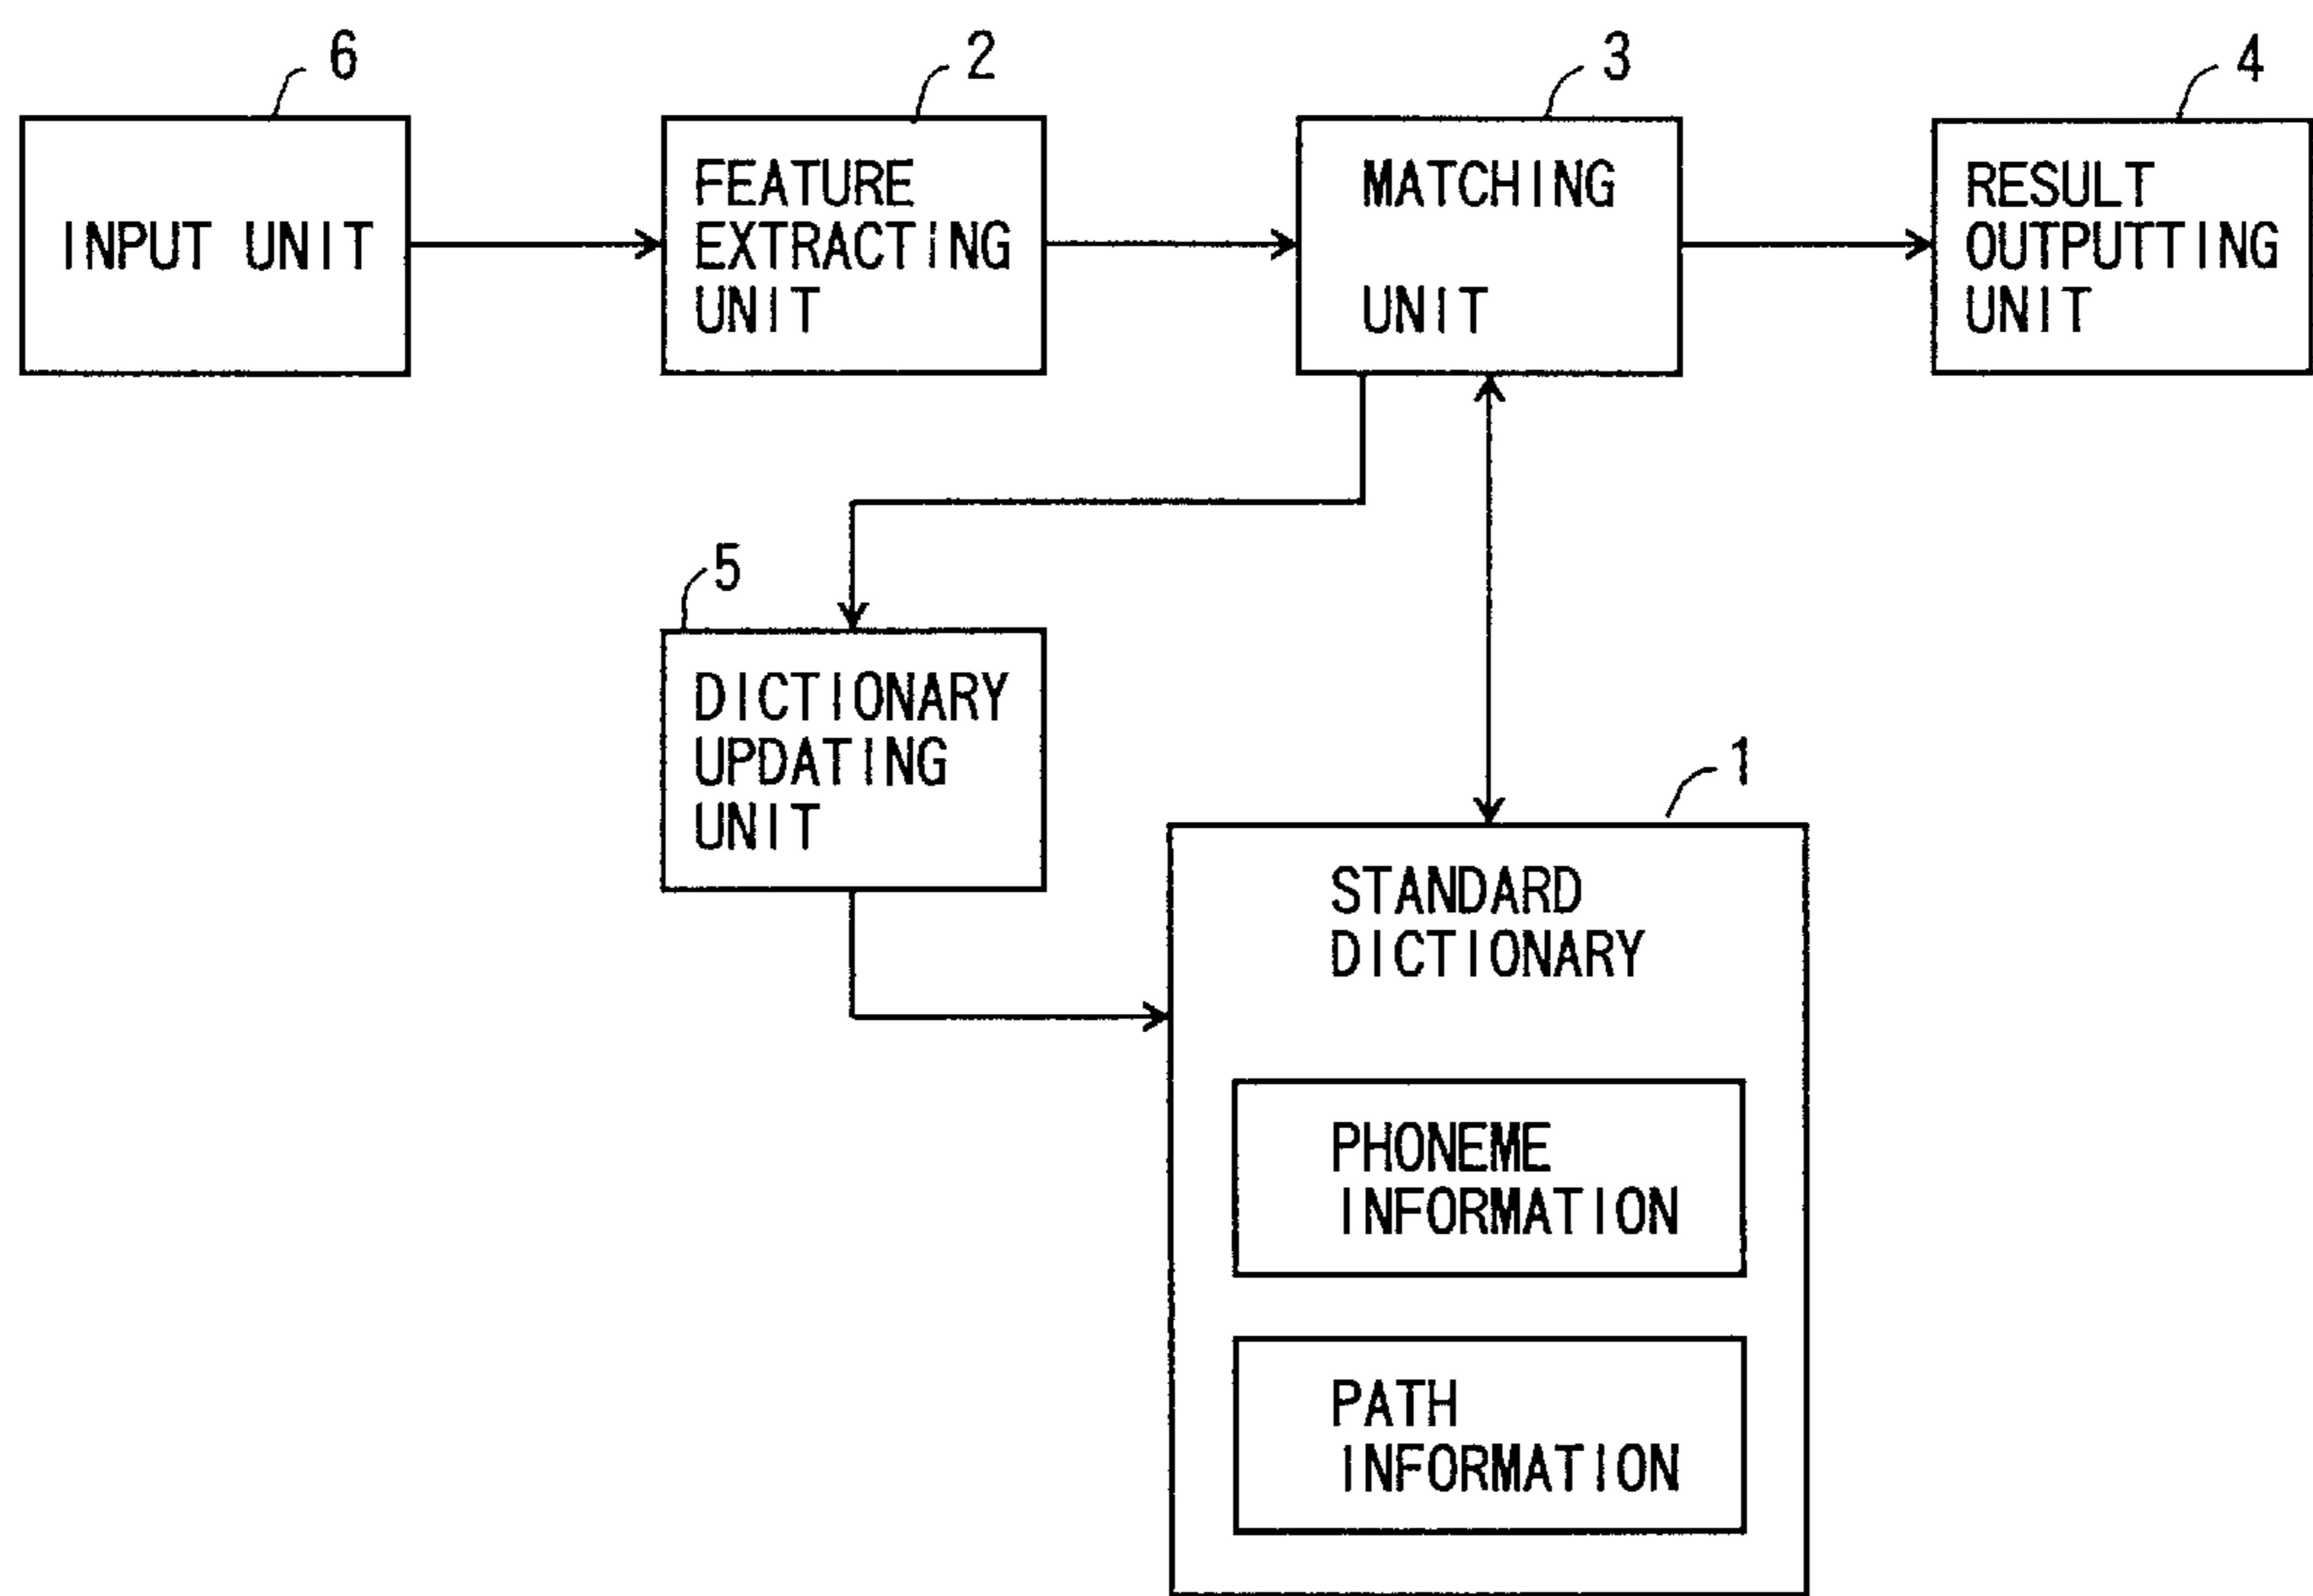 6
2
3
4
INPUT UNIT
FEATURE
EXTRACTING
UNIT
MATCHING
UNIT
RESULT
OUTPUTTING
UNIT
5
DICTIONARY
UPDATING
UNIT
1
STANDARD
DICTIONARY
PHONEME
INFORMATION
PATH
INFORMATION